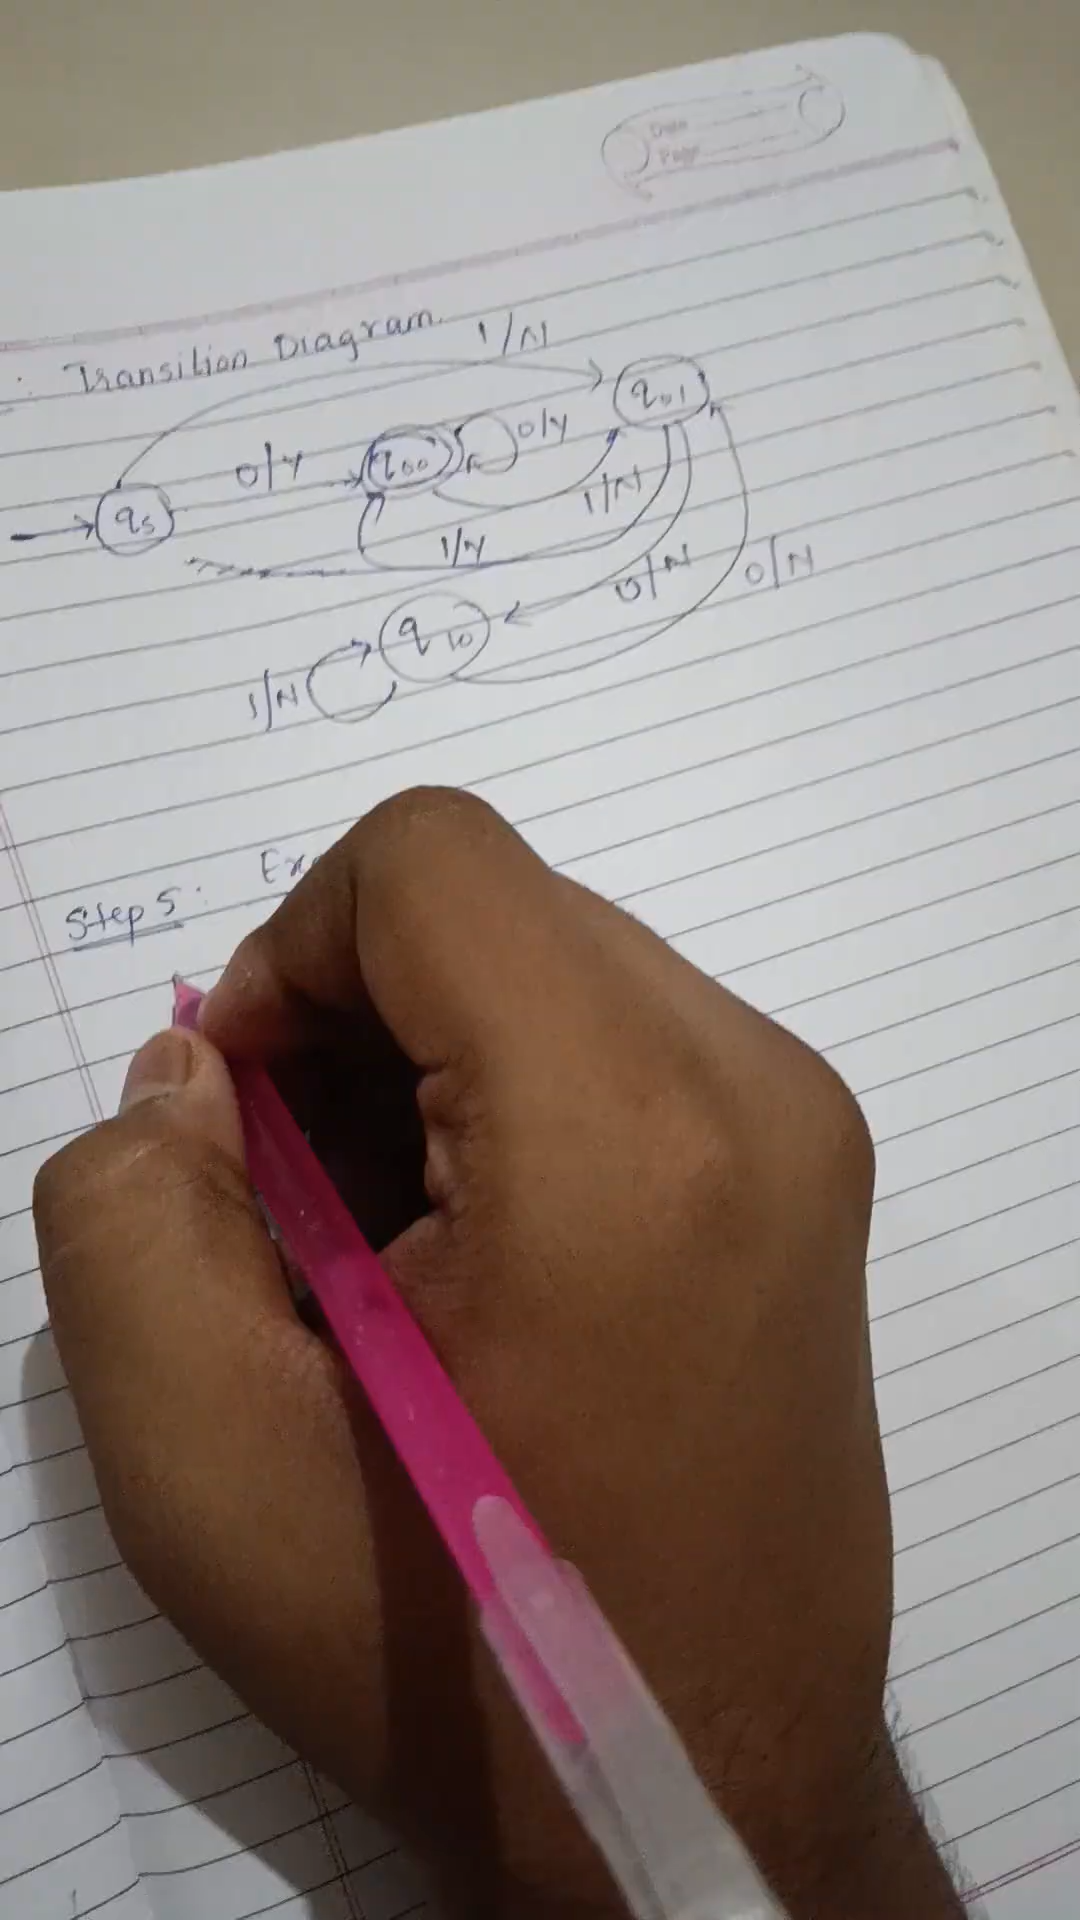 Date
Page
: Transition Diagram.
1/N
q01
0/Y
q00
0/Y
qs
1/N
1/Y
0/N
0/N
q10
1/N
Step 5 :